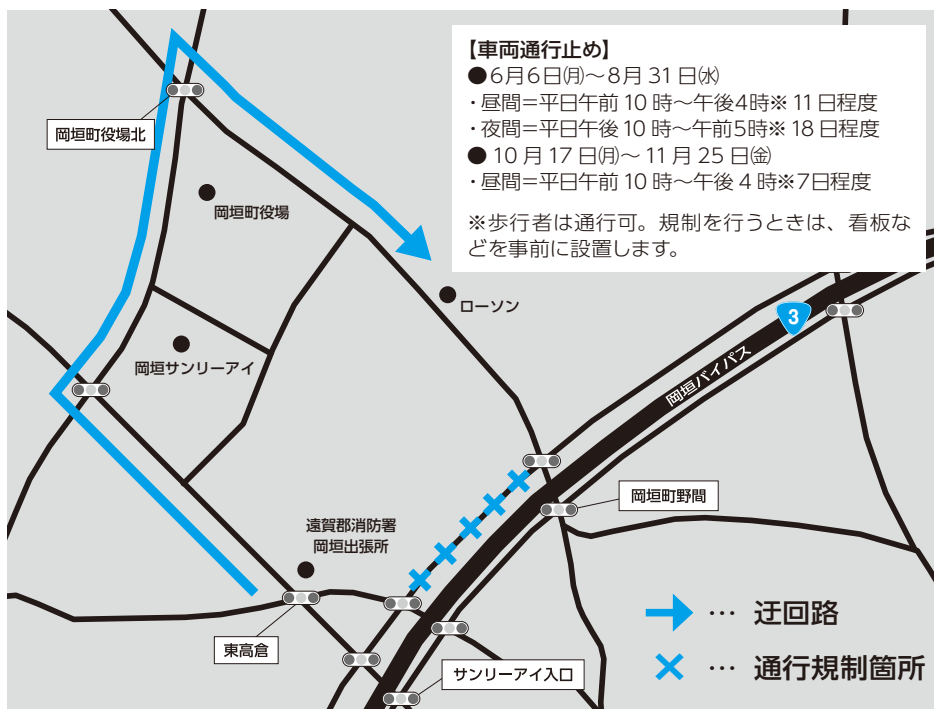 【車両通行止め】
●6月6日㈪～8月31日㈬
・昼間＝平日午前10時～午後4時※11日程度
・夜間＝平日午後10時～午前5時※18日程度
●10月17日㈪～11月25日㈮
・昼間＝平日午前10時～午後4時※7日程度
※歩行者は通行可。規制を行うときは、看板な
どを事前に設置します。
岡垣町役場北
岡垣町役場
ローソン
3
岡垣サンリーアイ
岡垣バイパス
岡垣町野間
遠賀郡消防署
岡垣出張所
東高倉
サンリーアイ入口
… 迂回路
… 通行規制箇所